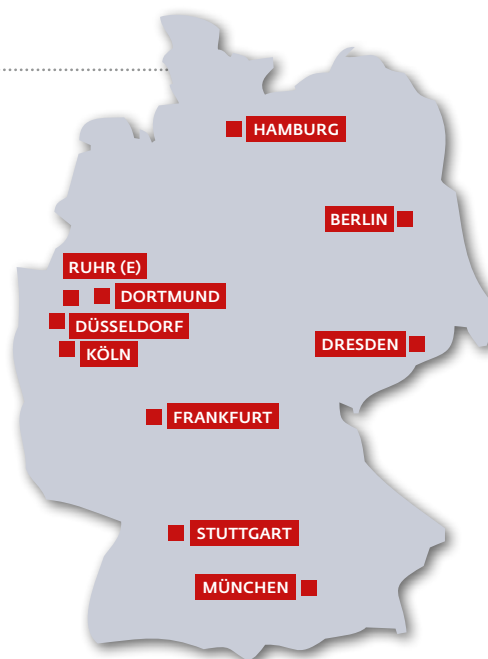 HAMBURG
BERLIN
RUHR (E)
DORTMUND
DÜSSELDORF
DRESDEN
KÖLN
FRANKFURT
STUTTGART
MÜNCHEN